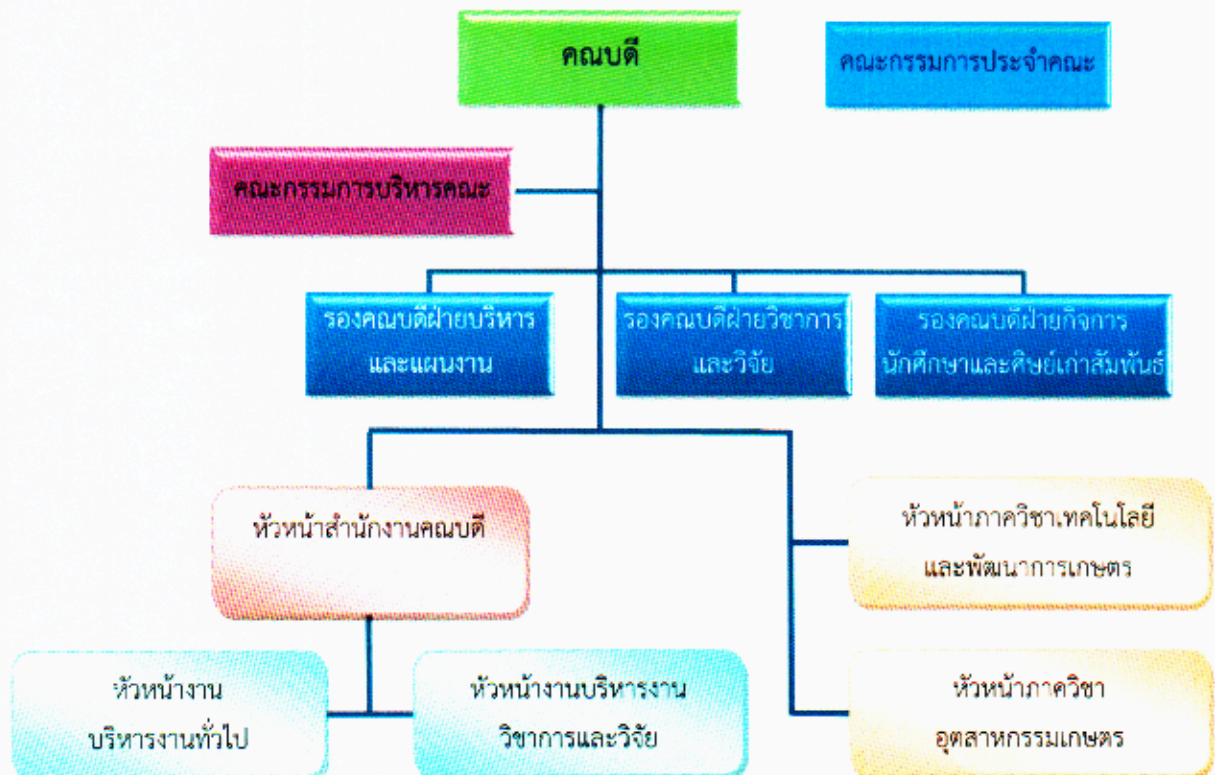 คณบดี
คณะกรรมการประจำคณะ
คณะกรรมการบริหารคณะ
รองคณบดีฝ่ายบริหาร
และแผนงาน
รองคณบดีฝ่ายวิชาการ
และวิจัย
รองคณบดีฝ่ายกิจการ
นักศึกษาและศิษย์เก่าสัมพันธ์
หัวหน้าสำนักงานคณบดี
หัวหน้าภาควิชาเทคโนโลยี
และพัฒนาการเกษตร
หัวหน้างาน
บริหารงานทั่วไป
หัวหน้างานบริหารงาน
วิชาการและวิจัย
หัวหน้าภาควิชา
อุตสาหกรรมเกษตร